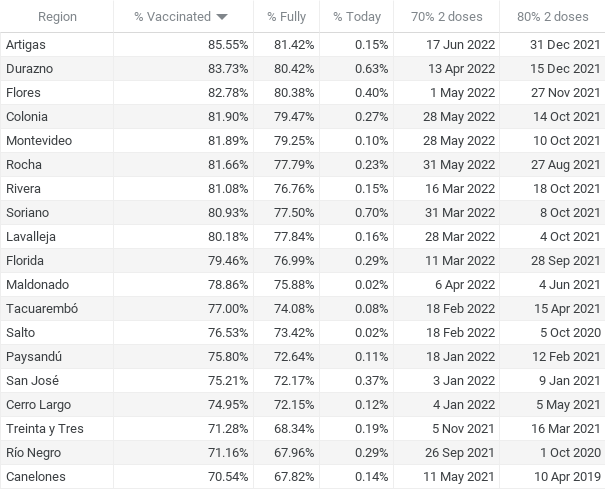 Region % Vaccinated % Fully % Today 70% 2 doses 80% 2 doses
Artigas 85.55% 81.42% 0.15% 17 Jun 2022 31 Dec 2021
Durazno 83.73% 80.42% 0.63% 13 Apr 2022 15 Dec 2021
Flores 82.78% 80.38% 0.40% 1 May 2022 27 Nov 2021
Colonia 81.90% 79.47% 0.27% 28 May 2022 14 Oct 2021
Montevideo 81.89% 79.25% 0.10% 28 May 2022 10 Oct 2021
Rocha 81.66% 77.79% 0.23% 31 May 2022 27 Aug 2021
Rivera 81.08% 76.76% 0.15% 16 Mar 2022 18 Oct 2021
Soriano 80.93% 77.50% 0.70% 31 Mar 2022 8 Oct 2021
Lavalleja 80.18% 77.84% 0.16% 28 Mar 2022 4 Oct 2021
Florida 79.46% 76.99% 0.29% 11 Mar 2022 28 Sep 2021
Maldonado 78.86% 75.88% 0.02% 6 Apr 2022 4 Jun 2021
Tacuarembó 77.00% 74.08% 0.08% 18 Feb 2022 15 Apr 2021
Salto 76.53% 73.42% 0.02% 18 Feb 2022 5 Oct 2020
Paysandú 75.80% 72.64% 0.11% 18 Jan 2022 12 Feb 2021
San José 75.21% 72.17% 0.37% 3 Jan 2022 9 Jan 2021
Cerro Largo 74.95% 72.15% 0.12% 4 Jan 2022 5 May 2021
Treinta y Tres 71.28% 68.34% 0.19% 5 Nov 2021 16 Mar 2021
Río Negro 71.16% 67.96% 0.29% 26 Sep 2021 1 Oct 2020
Canelones 70.54% 67.82% 0.14% 11 May 2021 10 Apr 2019